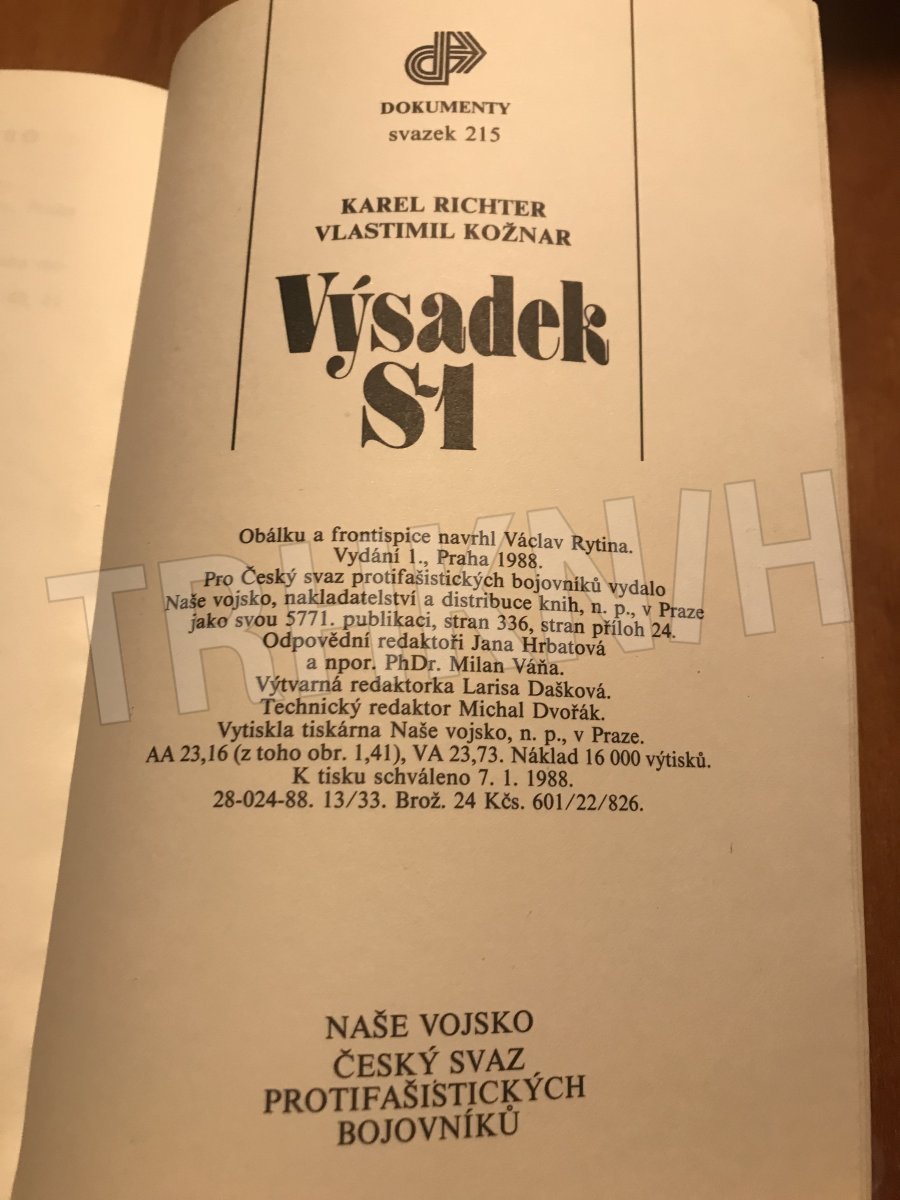 DOKUMENTY
svazek 215
KAREL RICHTER
VLASTIMIL KOŽNAR
Výsadek
S-1
Obálku a frontispice navrhl Václav Rytina.
Vydání 1., Praha 1988.
Pro Český svaz protifašistických bojovníků vydalo
Naše vojsko, nakladatelství a distribuce knih, n. p., v Praze
jako svou 5771. publikaci, stran 336, stran příloh 24.
Odpovědní redaktoři Jana Hrbatová
a npor. PhDr. Milan Váňa.
Výtvarná redaktorka Larisa Dašková.
Technický redaktor Michal Dvořák.
Vytiskla tiskárna Naše vojsko, n. p., v Praze.
AA 23,16 (z toho obr. 1,41), VA 23,73. Náklad 16 000 výtisků.
K tisku schváleno 7. 1. 1988.
28-024-88. 13/33. Brož. 24 Kčs. 601/22/826.
NAŠE VOJSKO
ČESKÝ SVAZ
PROTIFAŠISTICKÝCH
BOJOVNÍKŮ